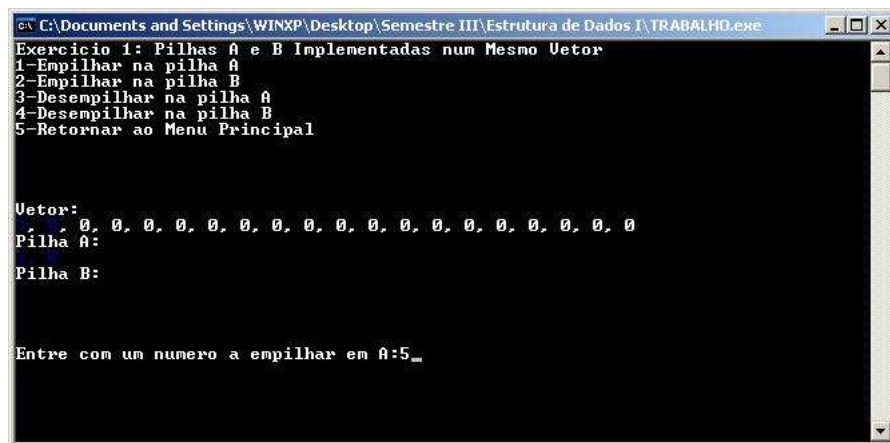 C:\Documents and Settings\WINXP\Desktop\Semestre III\Estrutura de Dados I\TRABALHO.exe
Exercicio 1: Pilhas A e B Implementadas num Mesmo Vetor
1-Empilhar na pilha A
2-Empilhar na pilha B
3-Desempilhar na pilha A
4-Desempilhar na pilha B
5-Retornar ao Menu Principal
Vetor:
, , 0, 0, 0, 0, 0, 0, 0, 0, 0, 0, 0, 0, 0, 0, 0, 0, 0, 0
Pilha A:
Pilha B:
Entre com um numero a empilhar em A:5_